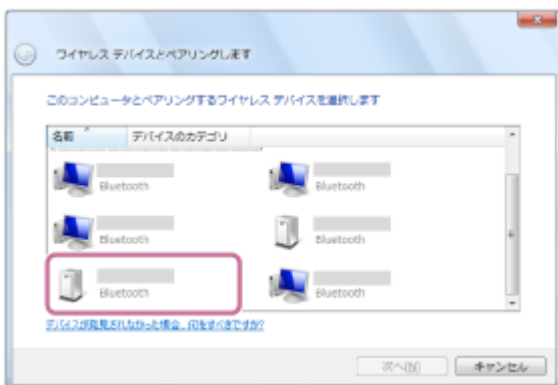 ワイヤレス デバイスとペアリングします
このコンピュータとペアリングするワイヤレス デバイスを選択します
名前 デバイスのカテゴリ
Bluetooth Bluetooth
Bluetooth Bluetooth
Bluetooth Bluetooth
デバイスが発見されなかった場合、何をすべきですか?
次へ(N) キャンセル